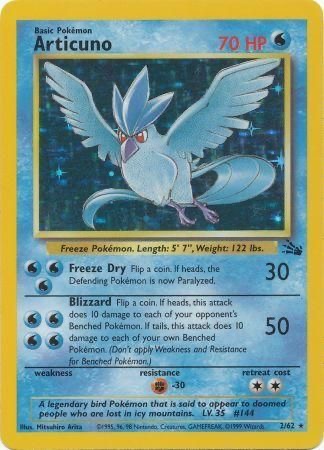 Basic Pokémon
Articuno 70 HP
Freeze Pokémon. Length: 5' 7", Weight: 122 lbs.
Freeze Dry Flip a coin. If heads, the 30
Defending Pokémon is now Paralyzed.
Blizzard Flip a coin. If heads, this attack
does 10 damage to each of your opponent's
Benched Pokémon. If tails, this attack does 50
10 damage to each of your own Benched
Pokémon. (Don't apply Weakness and Resistance
for Benched Pokémon.)
weakness resistance retreat cost
-30
A legendary bird Pokémon that is said to appear to doomed
people who are lost in icy mountains. LV. 35 #144
Illus. Mitsuhiro Arita ©1995, 96, 98 Nintendo, Creatures, GAMEFREAK. ©1999 Wizards. 2/62